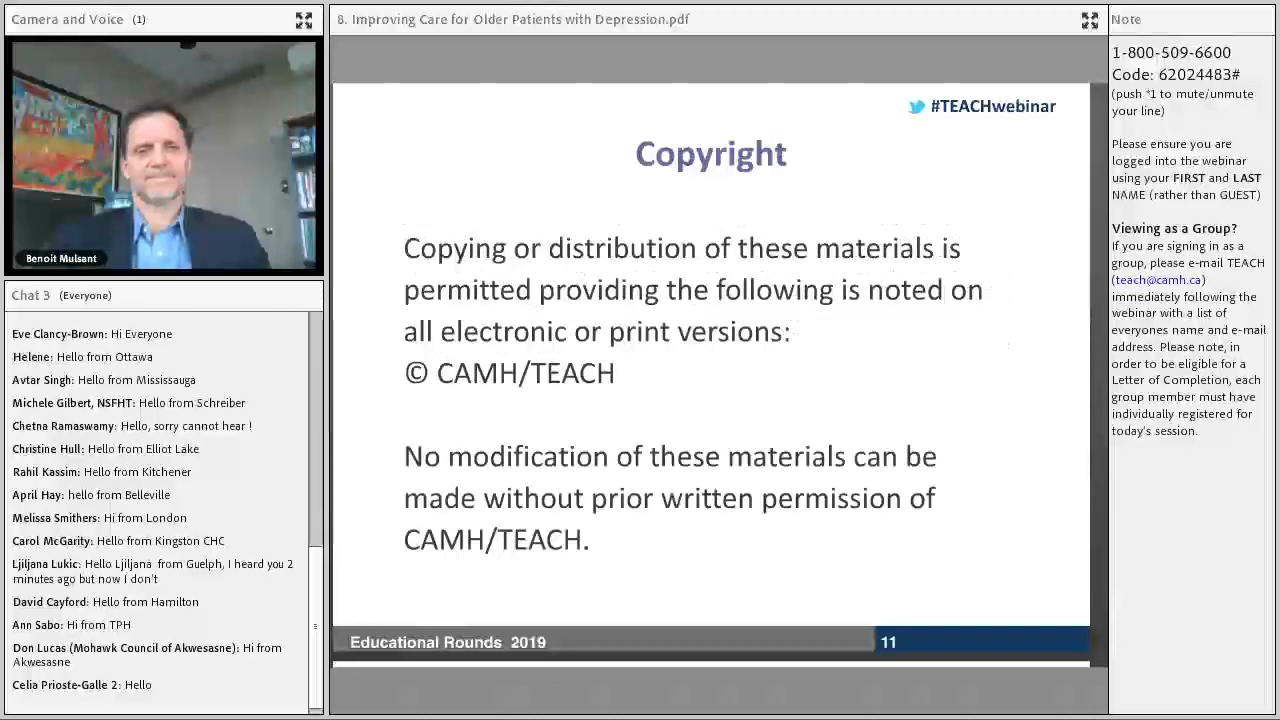 Camera and Voice (1)
Benoit Mulsant
Chat 3 (Everyone)
Eve Clancy-Brown: Hi Everyone
Helene: Hello from Ottawa
Avtar Singh: Hello from Mississauga
Michele Gilbert, NSFHT: Hello from Schreiber
Chetna Ramaswamy: Hello, sorry cannot hear !
Christine Hull: Hello from Elliot Lake
Rahil Kassim: Hello from Kitchener
April Hay: hello from Belleville
Melissa Smithers: Hi from London
Carol McGarity: Hello from Kingston CHC
Ljiljana Lukic: Hello Ljiljana from Guelph, I heard you 2
minutes ago but now I don't
David Cayford: Hello from Hamilton
Ann Sabo: Hi from TPH
Don Lucas (Mohawk Council of Akwesasne): Hi from
Akwesasne
Celia Prioste-Galle 2: Hello
8. Improving Care for Older Patients with Depression.pdf
#TEACHwebinar
Copyright
Copying or distribution of these materials is
permitted providing the following is noted on
all electronic or print versions:
© CAMH/TEACH
No modification of these materials can be
made without prior written permission of
CAMH/TEACH.
Educational Rounds 2019
11
Note
1-800-509-6600
Code: 62024483#
(push *1 to mute/unmute
your line)
Please ensure you are
logged into the webinar
using your FIRST and LAST
NAME (rather than GUEST)
Viewing as a Group?
If you are signing in as a
group, please e-mail TEACH
(teach@camh.ca)
immediately following the
webinar with a list of
everyones name and e-mail
address. Please note, in
order to be eligible for a
Letter of Completion, each
group member must have
individually registered for
today's session.